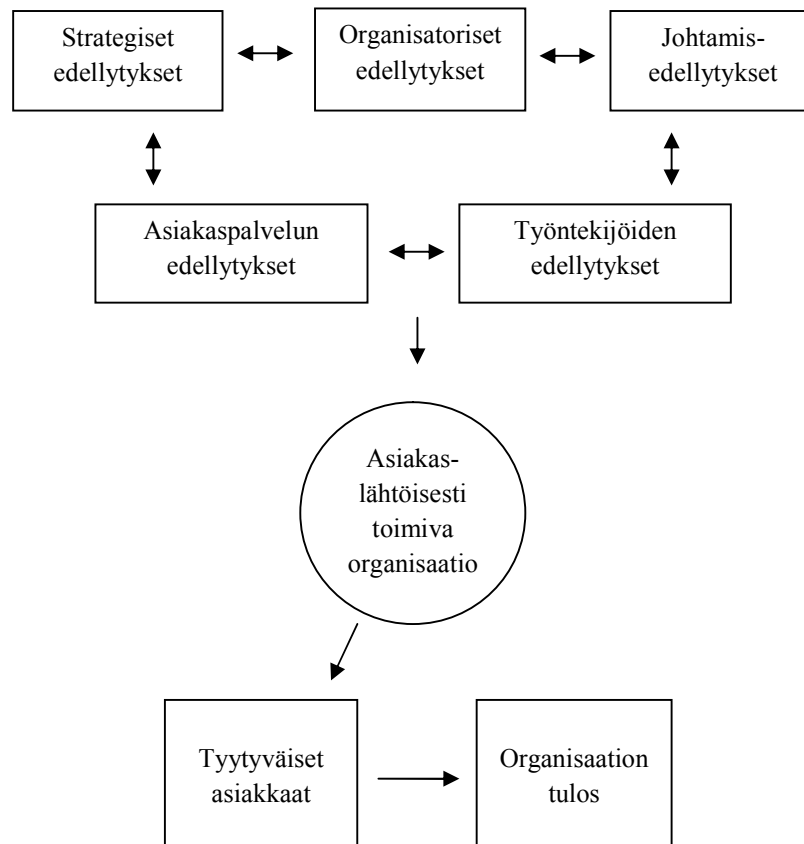 Strategiset
edellytykset
Organisatoriset
edellytykset
Johtamis-
edellytykset
Asiakaspalvelun
edellytykset
Työntekijöiden
edellytykset
Asiakas-
lähtöisesti
toimiva
organisaatio
Tyytyväiset
asiakkaat
Organisaation
tulos